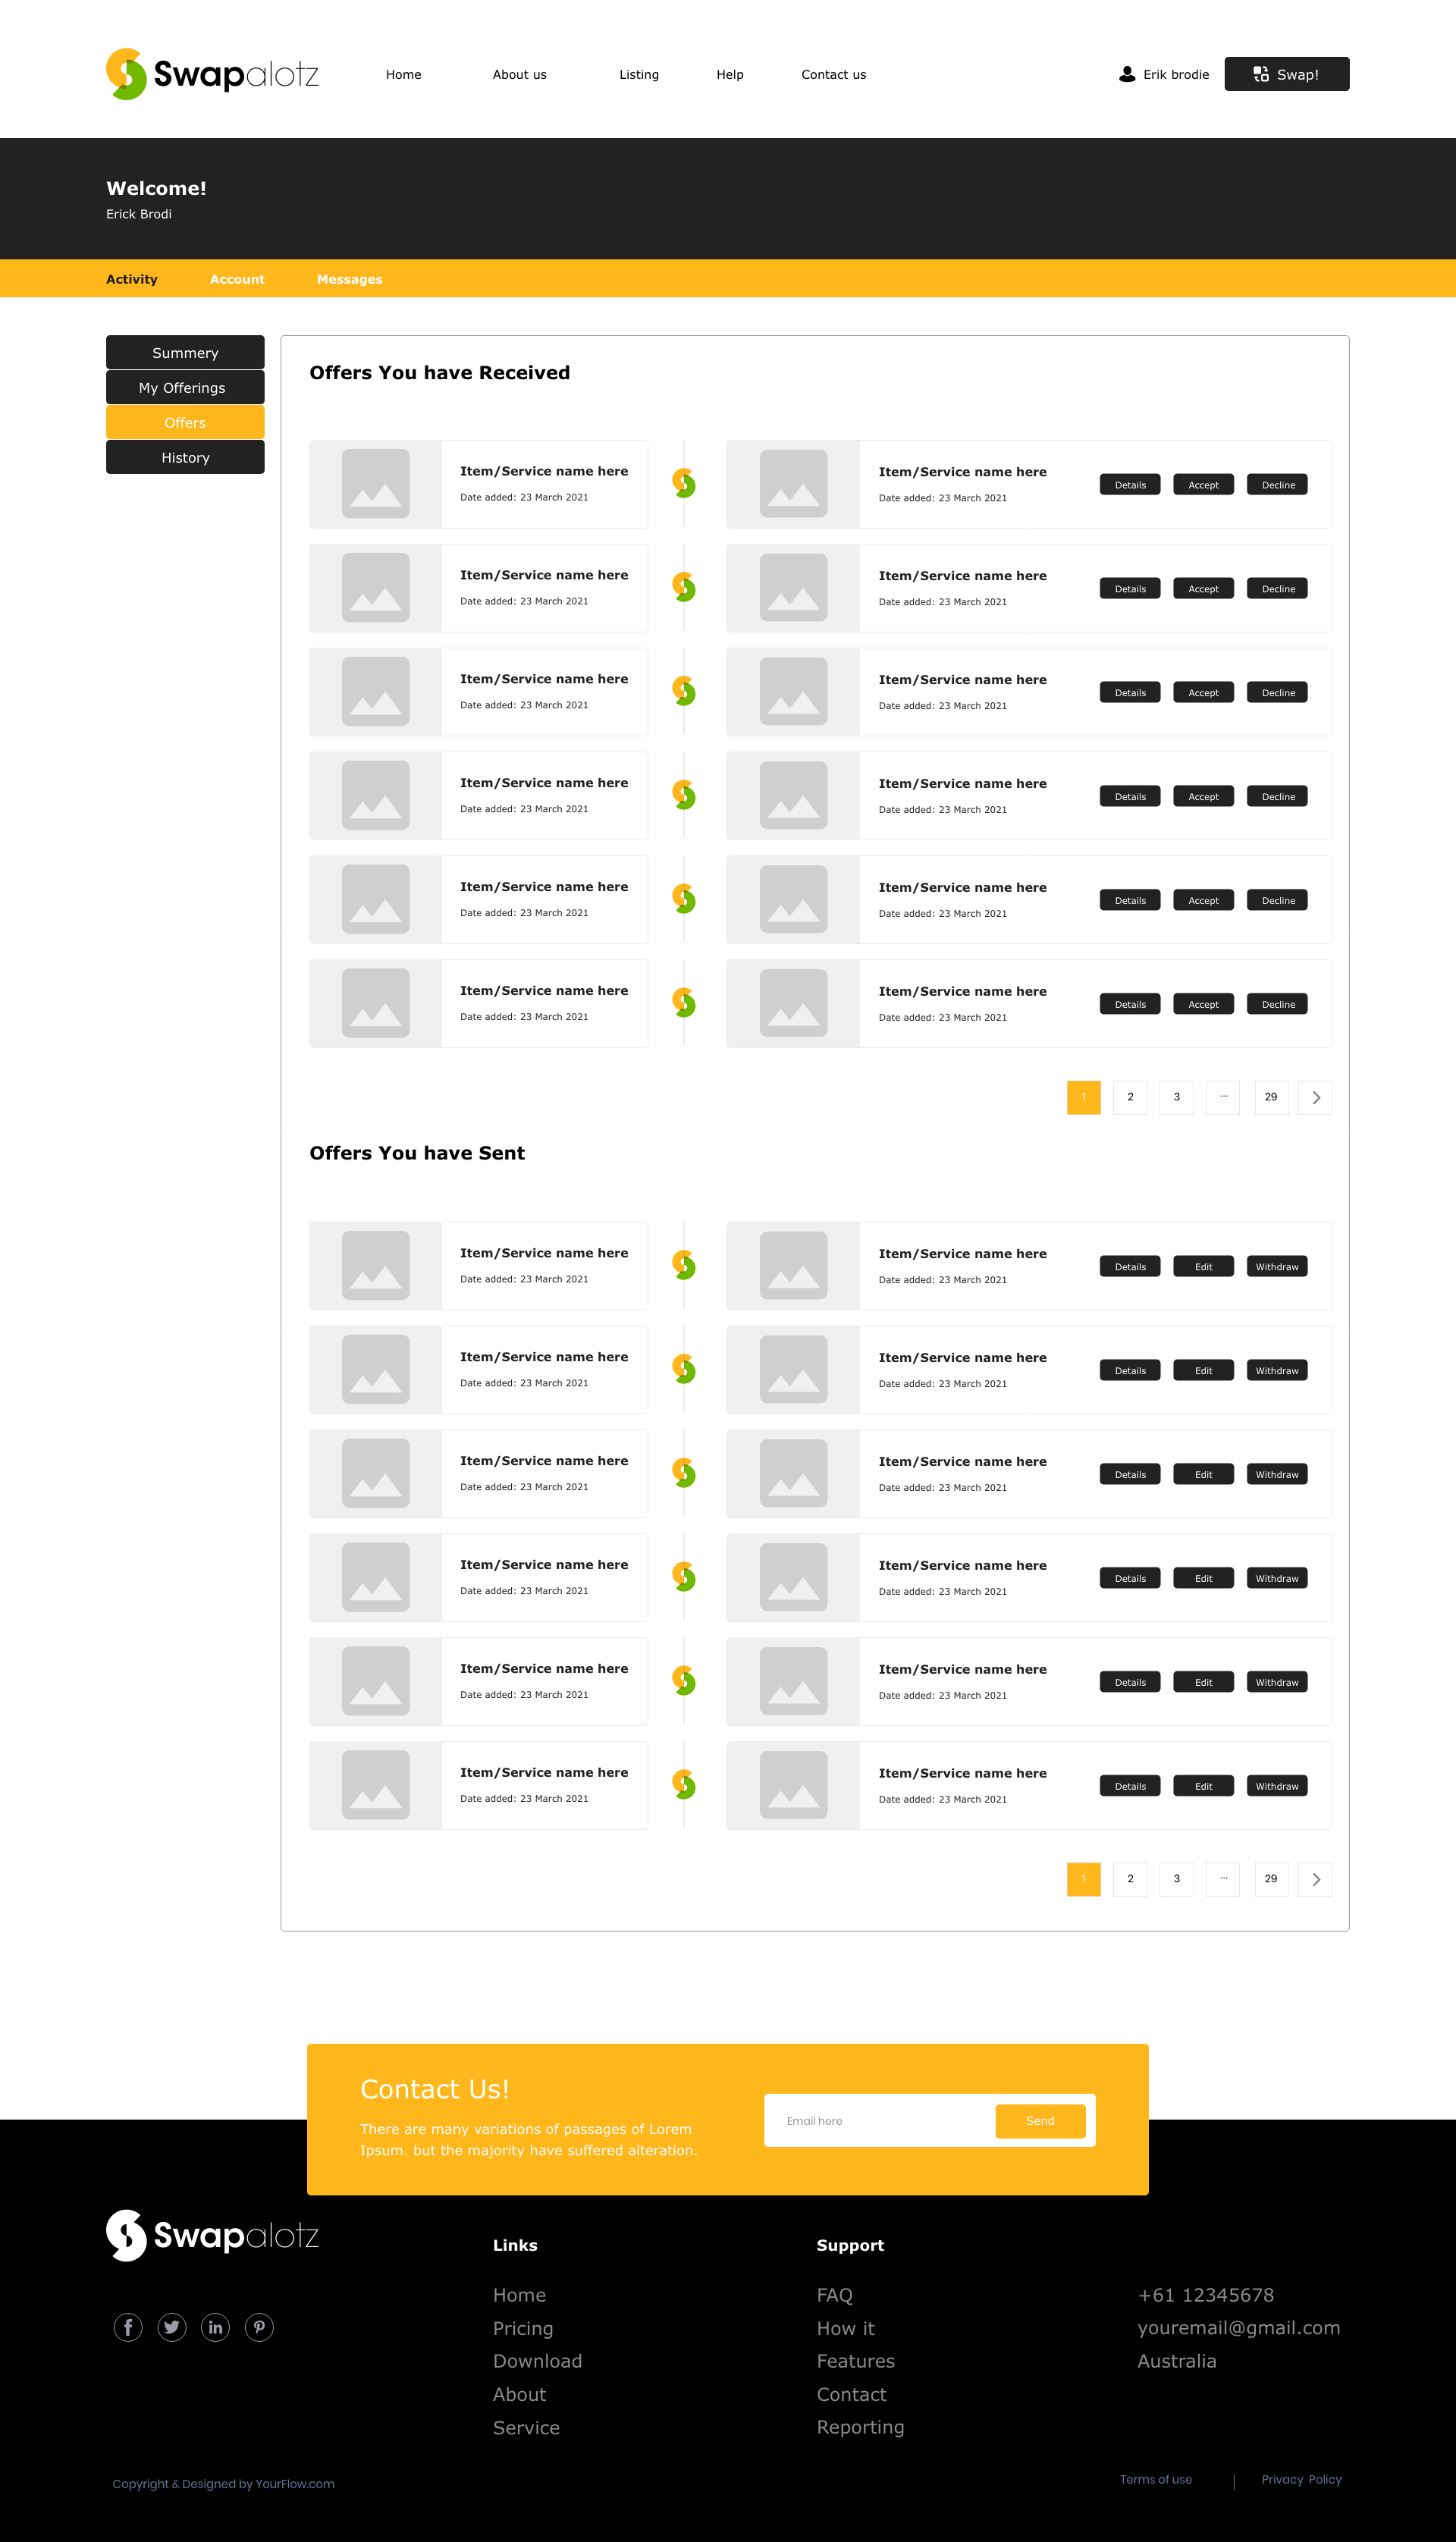 Swapalotz
Home About us Listing Help Contact us
Erik brodie
Swap!
Welcome!
Erick Brodi
Activity Account Messages
Summery
My Offerings
Offers
History
Offers You have Received
Item/Service name here
Date added: 23 March 2021
Item/Service name here
Date added: 23 March 2021
Details Accept Decline
Item/Service name here
Date added: 23 March 2021
Item/Service name here
Date added: 23 March 2021
Details Accept Decline
Item/Service name here
Date added: 23 March 2021
Item/Service name here
Date added: 23 March 2021
Details Accept Decline
Item/Service name here
Date added: 23 March 2021
Item/Service name here
Date added: 23 March 2021
Details Accept Decline
Item/Service name here
Date added: 23 March 2021
Item/Service name here
Date added: 23 March 2021
Details Accept Decline
Item/Service name here
Date added: 23 March 2021
Item/Service name here
Date added: 23 March 2021
Details Accept Decline
1 2 3 ... 29
Offers You have Sent
Item/Service name here
Date added: 23 March 2021
Item/Service name here
Date added: 23 March 2021
Details Edit Withdraw
Item/Service name here
Date added: 23 March 2021
Item/Service name here
Date added: 23 March 2021
Details Edit Withdraw
Item/Service name here
Date added: 23 March 2021
Item/Service name here
Date added: 23 March 2021
Details Edit Withdraw
Item/Service name here
Date added: 23 March 2021
Item/Service name here
Date added: 23 March 2021
Details Edit Withdraw
Item/Service name here
Date added: 23 March 2021
Item/Service name here
Date added: 23 March 2021
Details Edit Withdraw
Item/Service name here
Date added: 23 March 2021
Item/Service name here
Date added: 23 March 2021
Details Edit Withdraw
1 2 3 ... 29
Contact Us!
There are many variations of passages of Lorem
Ipsum. but the majority have suffered alteration.
Email here
Send
Swapalotz
Links
Home
Pricing
Download
About
Service
Support
FAQ
How it
Features
Contact
Reporting
+61 12345678
youremail@gmail.com
Australia
Copyright & Designed by YourFlow.com
Terms of use | Privacy Policy